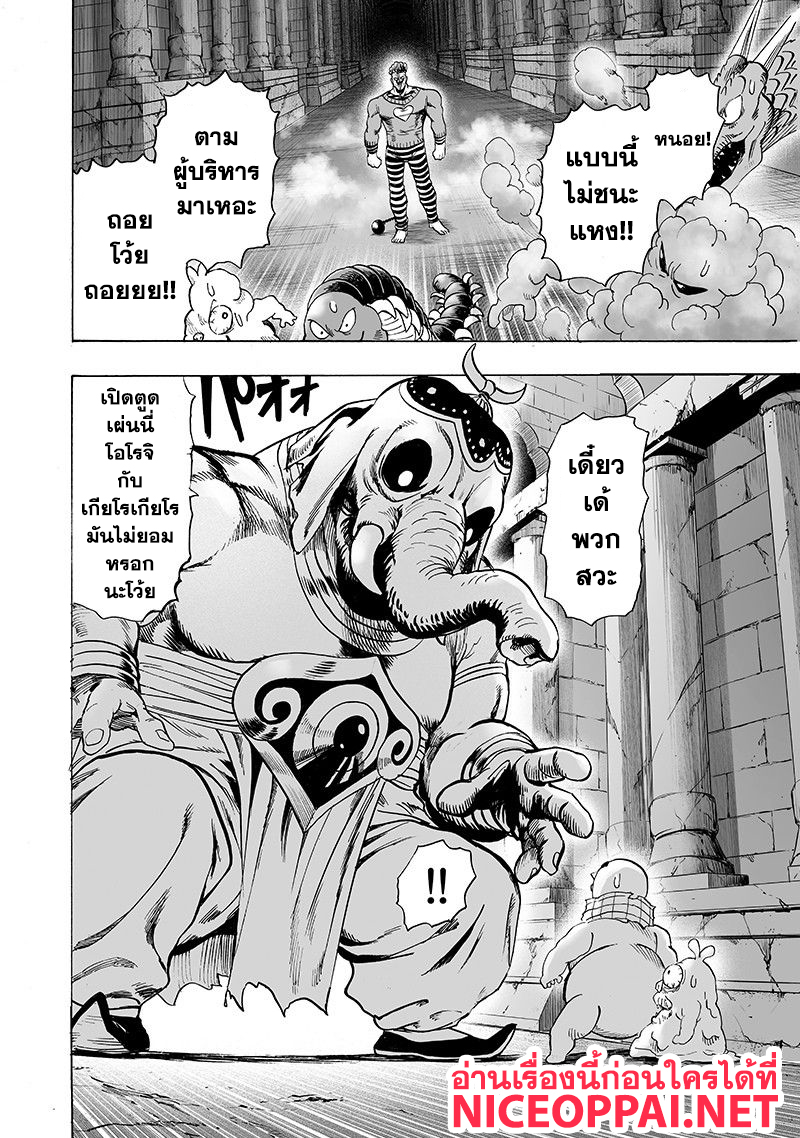 หนอย!
แบบนี้
ไม่ชนะ
แหง!!
ตาม
ผู้บริหาร
มาเหอะ
ถอย
โว้ย
ถอยยย!!
เดี๋ยว
เด้
พวก
สวะ
パオオ
เปิดตูด
เผ่นนี่
โอโรจิ
กับ
เกียโรเกียโร
มันไม่ยอม
หรอก
นะโว้ย
!!
อ่านเรื่องนี้ก่อนใครได้ที่
NICEOPPAI.NET